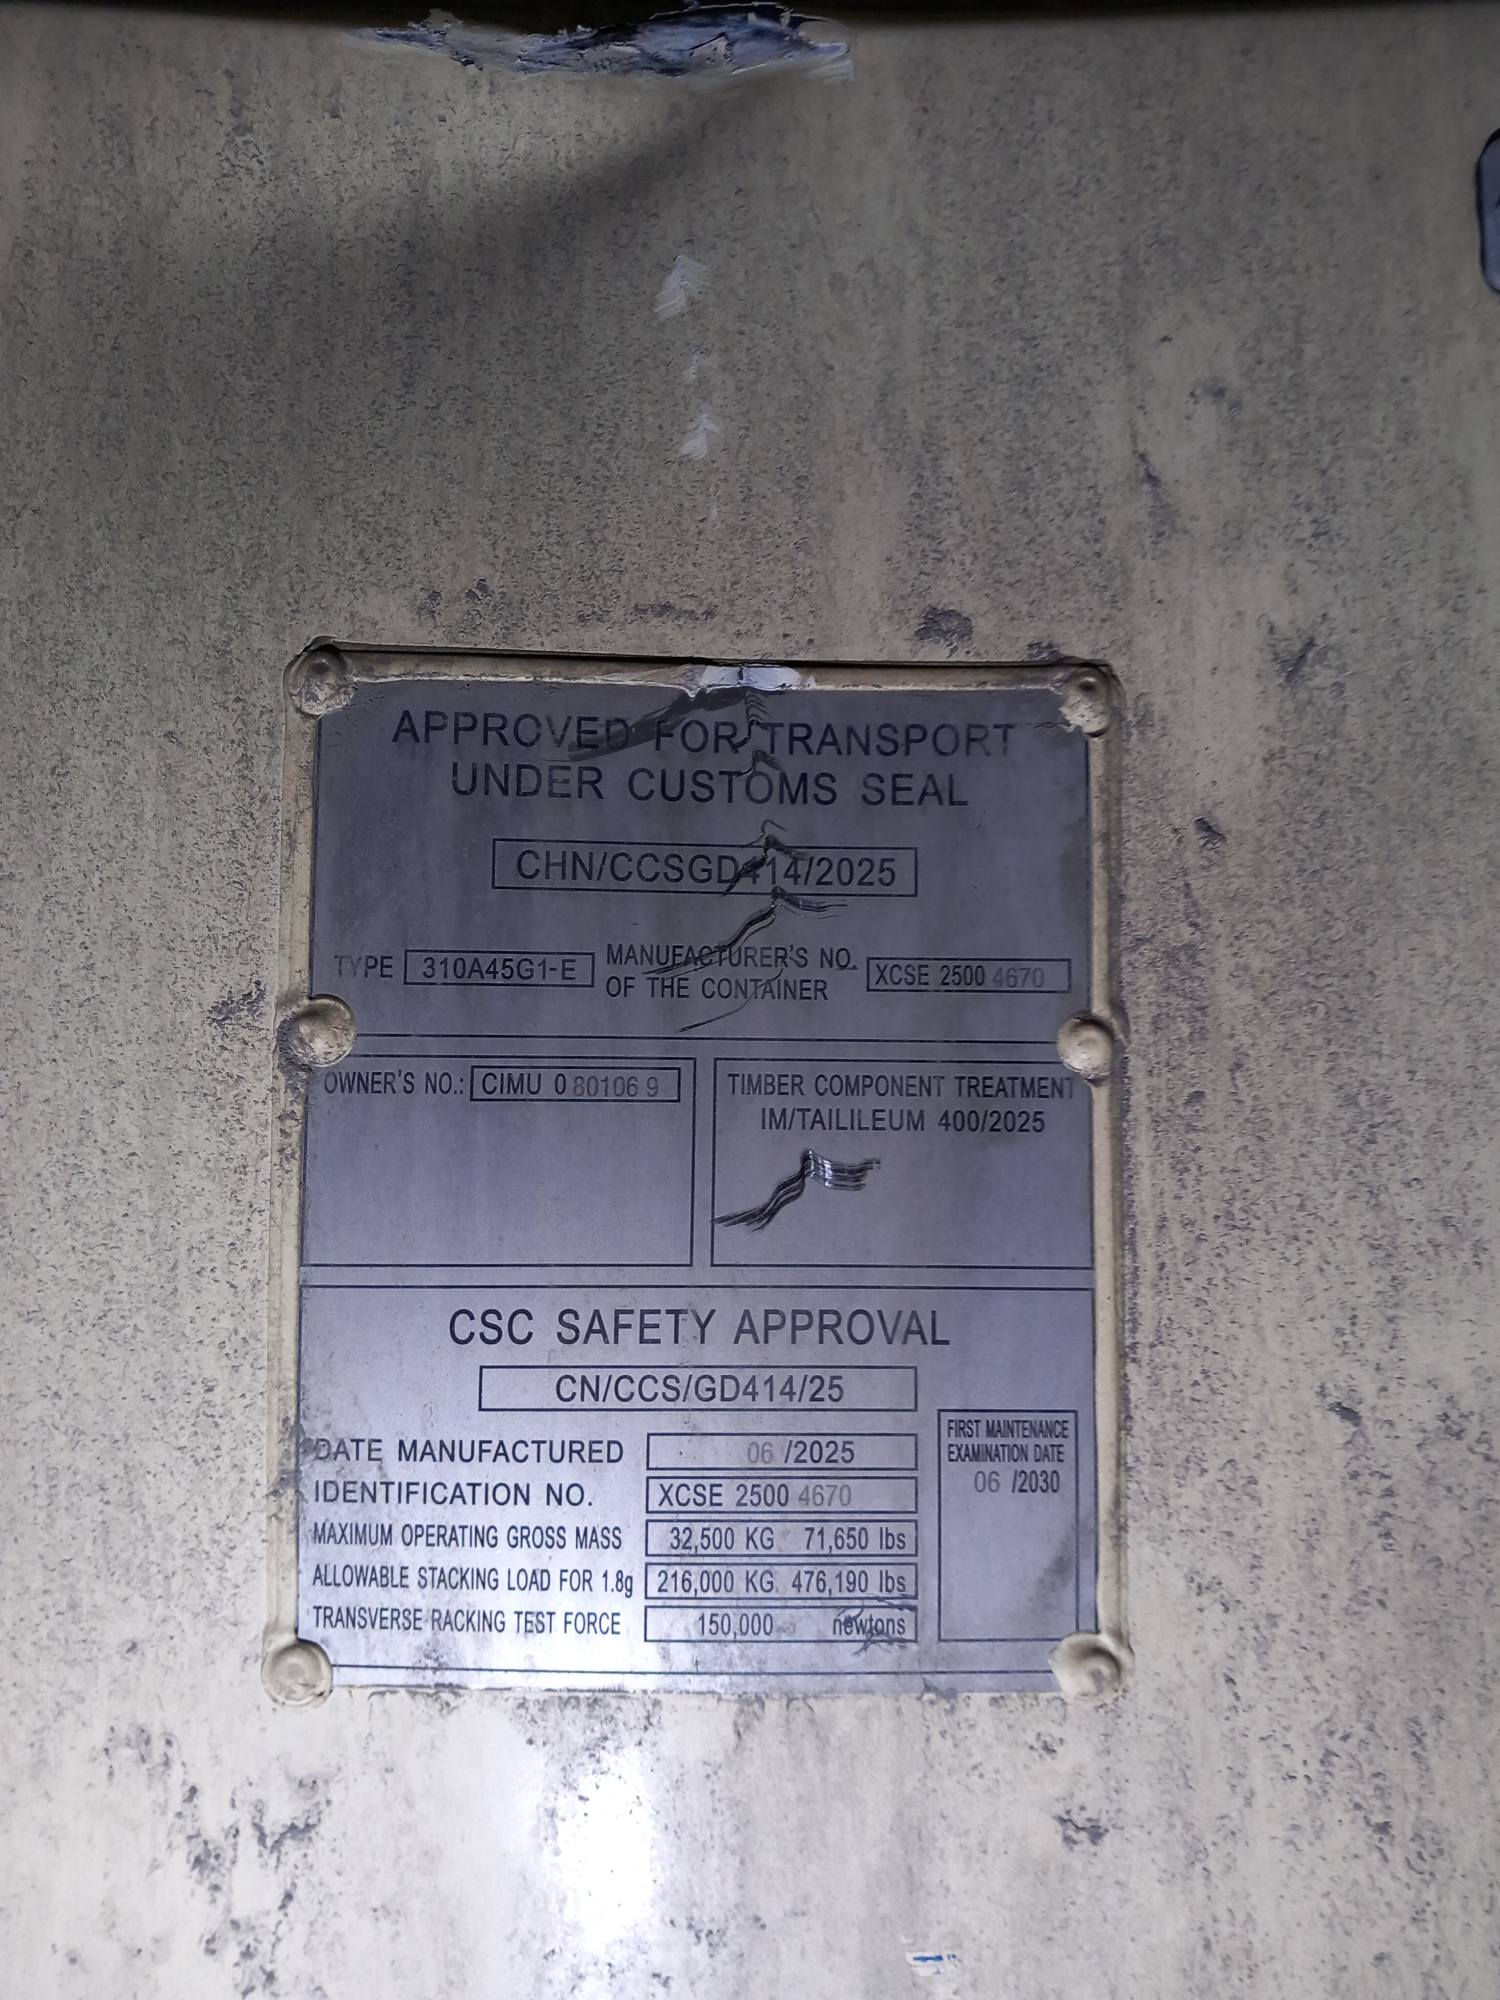 APPROVED FOR TRANSPORT
UNDER CUSTOMS SEAL
CHN/CCSGD414/2025
TYPE 310A45G1-E MANUFACTURER'S NO. OF THE CONTAINER XCSE 2500 4670
OWNER'S NO.: CIMU 0 80106 9
TIMBER COMPONENT TREATMENT
IM/TAILILEUM 400/2025
CSC SAFETY APPROVAL
CN/CCS/GD414/25
DATE MANUFACTURED 06 /2025
IDENTIFICATION NO. XCSE 2500 4670
MAXIMUM OPERATING GROSS MASS 32,500 KG 71,650 lbs
ALLOWABLE STACKING LOAD FOR 1.8g 216,000 KG 476,190 lbs
TRANSVERSE RACKING TEST FORCE 150,000 newtons
FIRST MAINTENANCE
EXAMINATION DATE
06 /2030